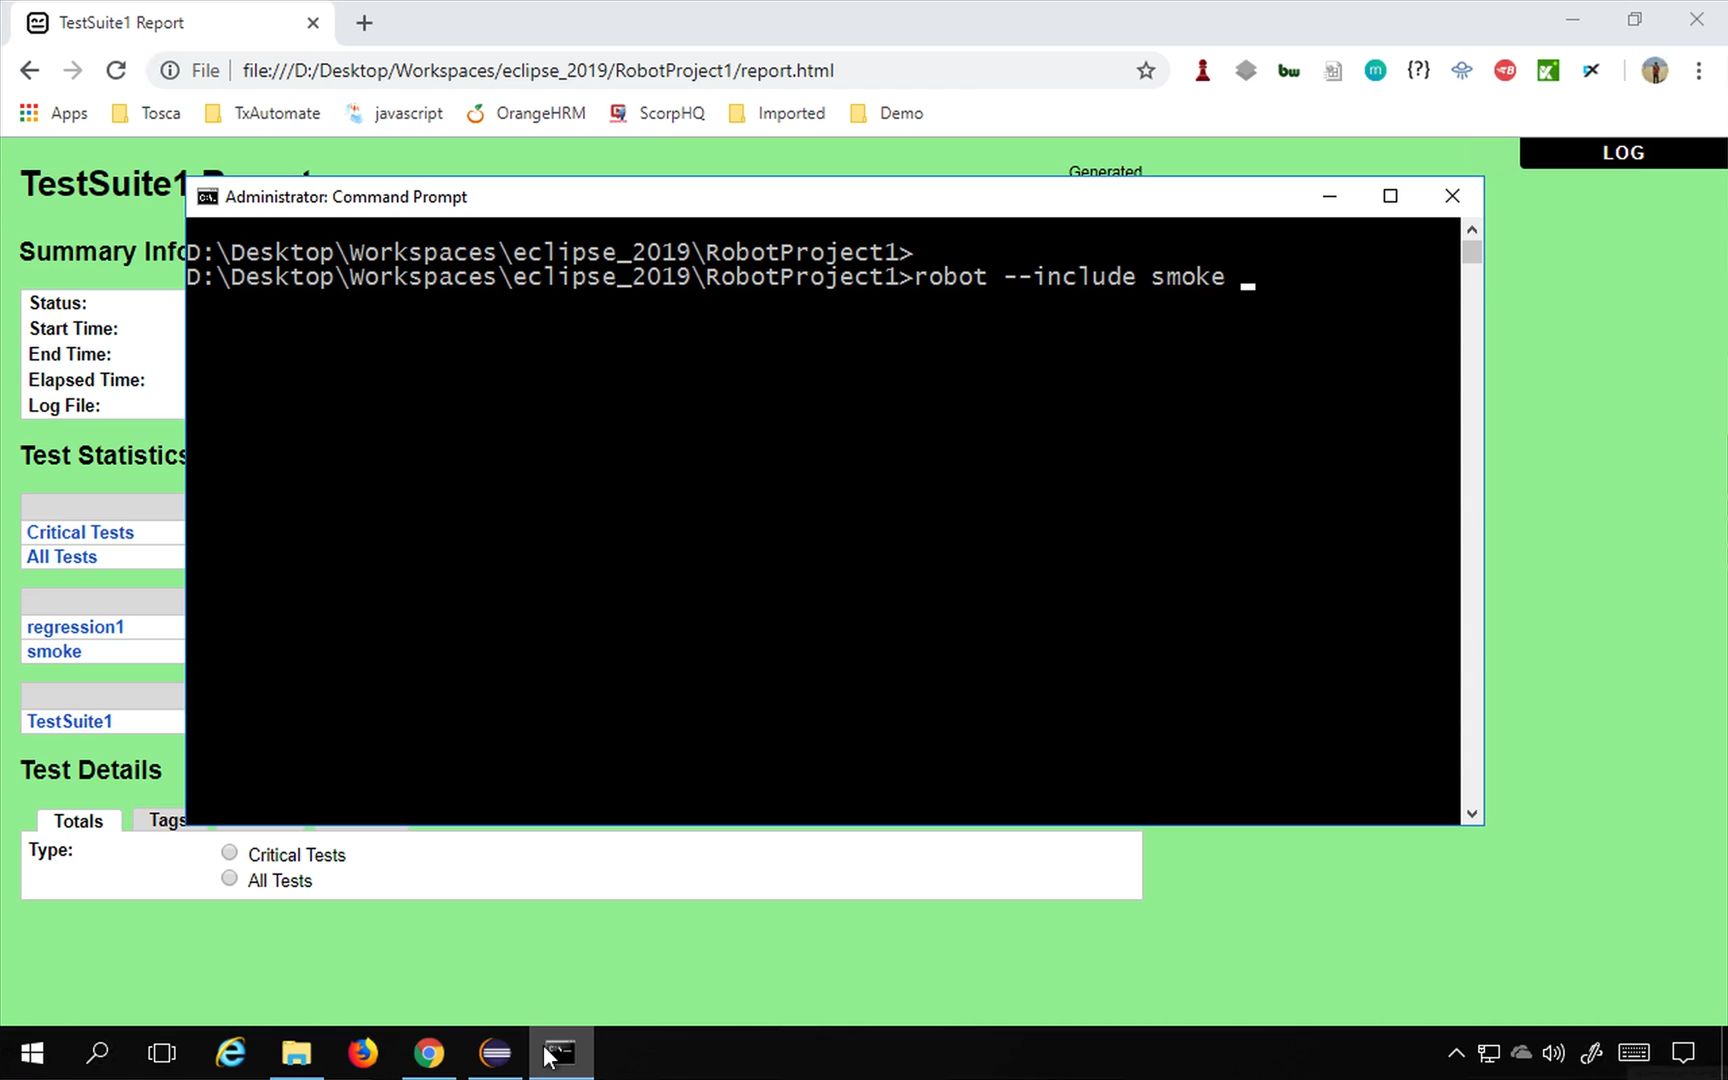 TestSuite1 Report
File
file:///D:/Desktop/Workspaces/eclipse_2019/RobotProject1/report.html
bw
m
{?}
Apps
Tosca
TxAutomate
javascript
OrangeHRM
ScorpHQ
Imported
Demo
LOG
TestSuite1
Generated
Administrator: Command Prompt
D:\Desktop\Workspaces\eclipse_2019\RobotProject1>
D:\Desktop\Workspaces\eclipse_2019\RobotProject1>robot --include smoke _
Summary Info
Status:
Start Time:
End Time:
Elapsed Time:
Log File:
Test Statistics
Critical Tests
All Tests
regression1
smoke
TestSuite1
Test Details
Totals
Tags
Type:
Critical Tests
All Tests